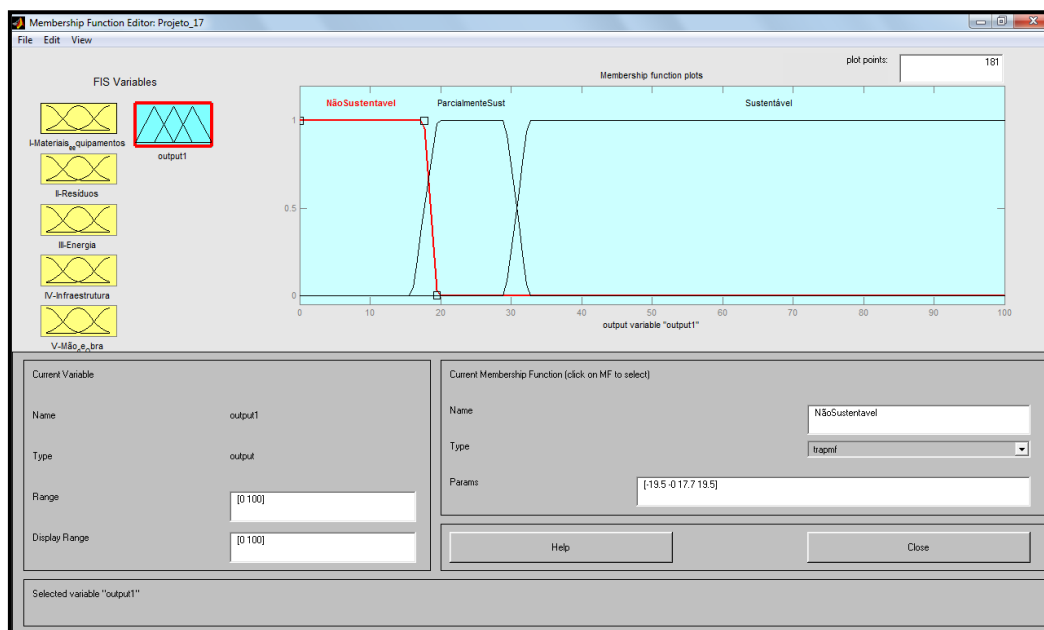 Membership Function Editor: Projeto_17
File Edit View
FIS Variables
I-Materiais_eequipamentos
II-Resíduos
III-Energia
IV-Infraestrutura
V-Mão_e_obra
output1
Membership function plots
plot points:
181
NãoSustentavel
ParcialmenteSust
Sustentável
1
0.5
0
0 10 20 30 40 50 60 70 80 90 100
output variable "output1"
Current Variable
Name output1
Type output
Range [0 100]
Display Range [0 100]
Current Membership Function (click on MF to select)
Name NãoSustentavel
Type trapmf
Params [-19.5 -0 17.7 19.5]
Help
Close
Selected variable "output1"